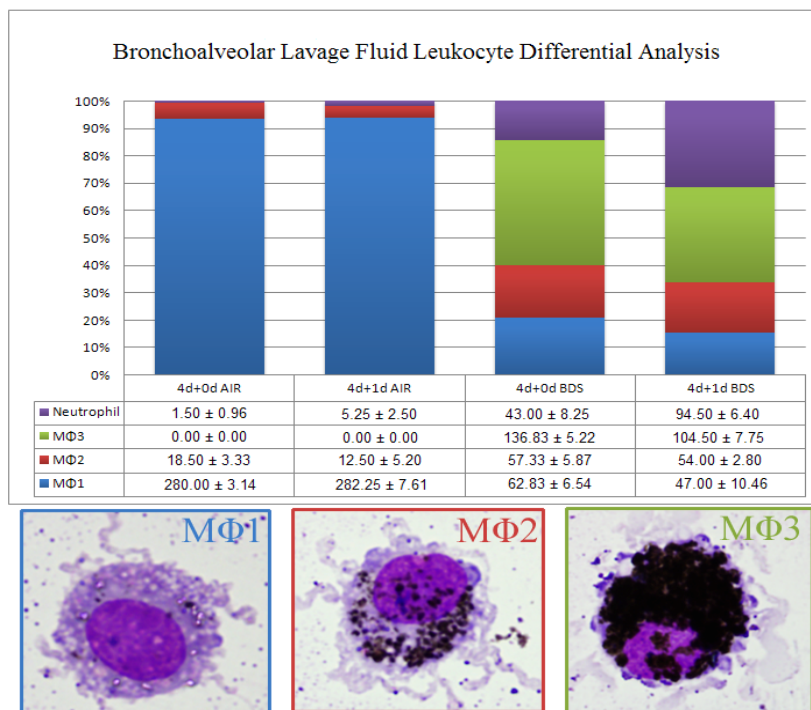 Bronchoalveolar Lavage Fluid Leukocyte Differential Analysis
100%
90%
80%
70%
60%
50%
40%
30%
20%
10%
0%
4d+0d AIR 4d+1d AIR 4d+0d BDS 4d+1d BDS
Neutrophil 1.50 ± 0.96 5.25 ± 2.50 43.00 ± 8.25 94.50 ± 6.40
MΦ3 0.00 ± 0.00 0.00 ± 0.00 136.83 ± 5.22 104.50 ± 7.75
MΦ2 18.50 ± 3.33 12.50 ± 5.20 57.33 ± 5.87 54.00 ± 2.80
MΦ1 280.00 ± 3.14 282.25 ± 7.61 62.83 ± 6.54 47.00 ± 10.46
MΦ1 MΦ2 MΦ3